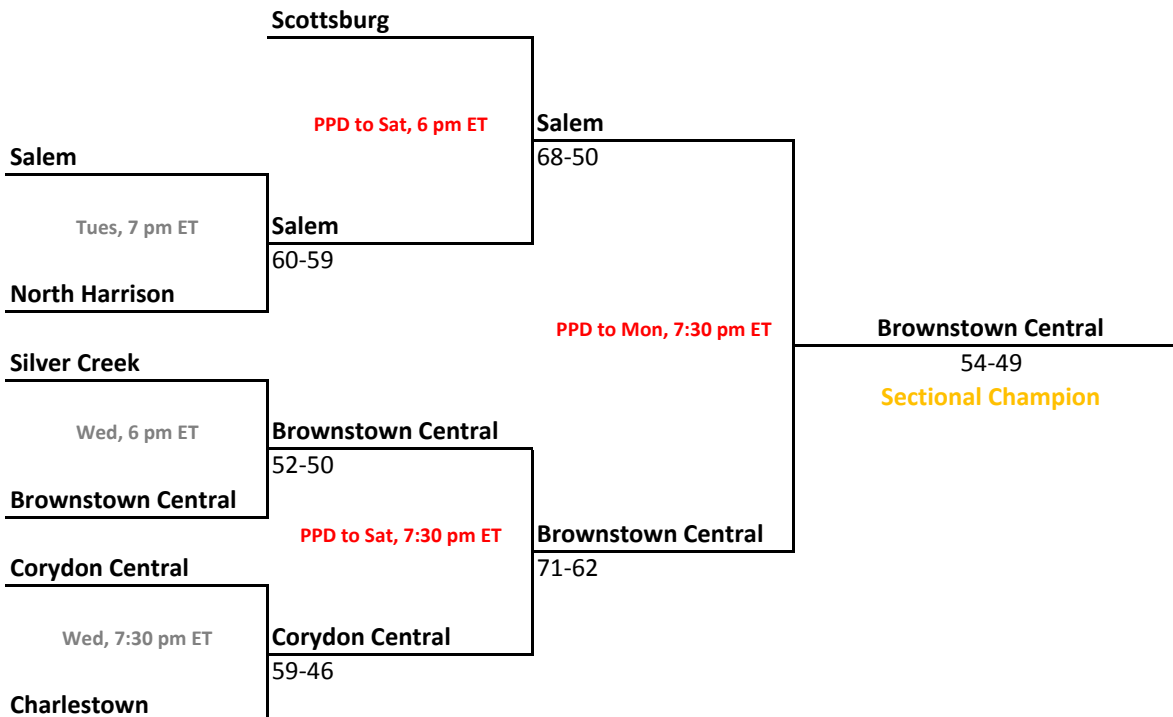 Scottsburg
PPD to Sat, 6 pm ET
Salem
68-50
Salem
Tues, 7 pm ET
Salem
60-59
North Harrison
PPD to Mon, 7:30 pm ET
Brownstown Central
54-49
Sectional Champion
Silver Creek
Wed, 6 pm ET
Brownstown Central
52-50
Brownstown Central
PPD to Sat, 7:30 pm ET
Brownstown Central
71-62
Corydon Central
Wed, 7:30 pm ET
Corydon Central
59-46
Charlestown